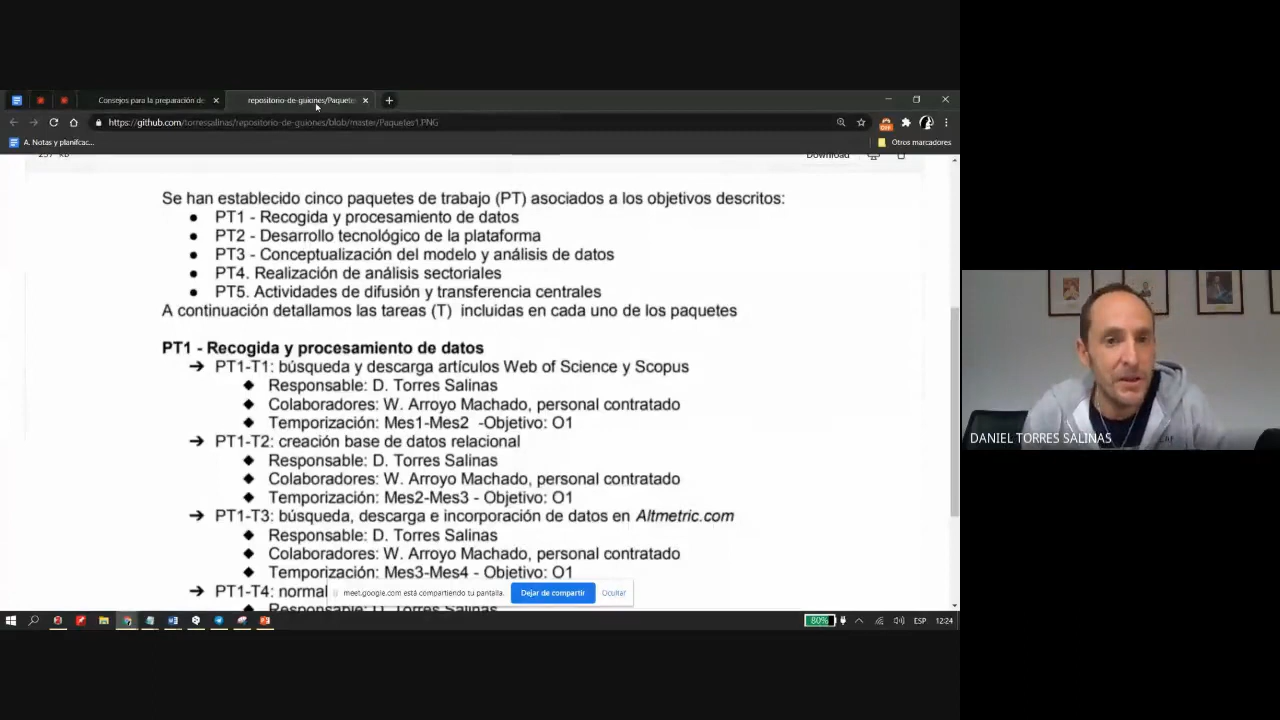 Consejos para la preparación de
repositorio-de-guiones/Paquete
https://github.com/torressalinas/repositorio-de-guiones/blob/master/Paquetes1.PNG
OFF
A. Notas y planifcac...
Otros marcadores
Download
Se han establecido cinco paquetes de trabajo (PT) asociados a los objetivos descritos:
● PT1 - Recogida y procesamiento de datos
● PT2 - Desarrollo tecnológico de la plataforma
● PT3 - Conceptualización del modelo y análisis de datos
● PT4. Realización de análisis sectoriales
● PT5. Actividades de difusión y transferencia centrales
A continuación detallamos las tareas (T) incluidas en cada uno de los paquetes
PT1 - Recogida y procesamiento de datos
➔ PT1-T1: búsqueda y descarga artículos Web of Science y Scopus
◆ Responsable: D. Torres Salinas
◆ Colaboradores: W. Arroyo Machado, personal contratado
◆ Temporización: Mes1-Mes2 -Objetivo: O1
➔ PT1-T2: creación base de datos relacional
◆ Responsable: D. Torres Salinas
◆ Colaboradores: W. Arroyo Machado, personal contratado
◆ Temporización: Mes2-Mes3 - Objetivo: O1
➔ PT1-T3: búsqueda, descarga e incorporación de datos en Altmetric.com
◆ Responsable: D. Torres Salinas
◆ Colaboradores: W. Arroyo Machado, personal contratado
◆ Temporización: Mes3-Mes4 - Objetivo: O1
➔ PT1-T4: normal
meet.google.com está compartiendo tu pantalla.
Dejar de compartir
Ocultar
◆ Responsable: D. Torres Salinas
80%
ESP
12:24
DANIEL TORRES SALINAS